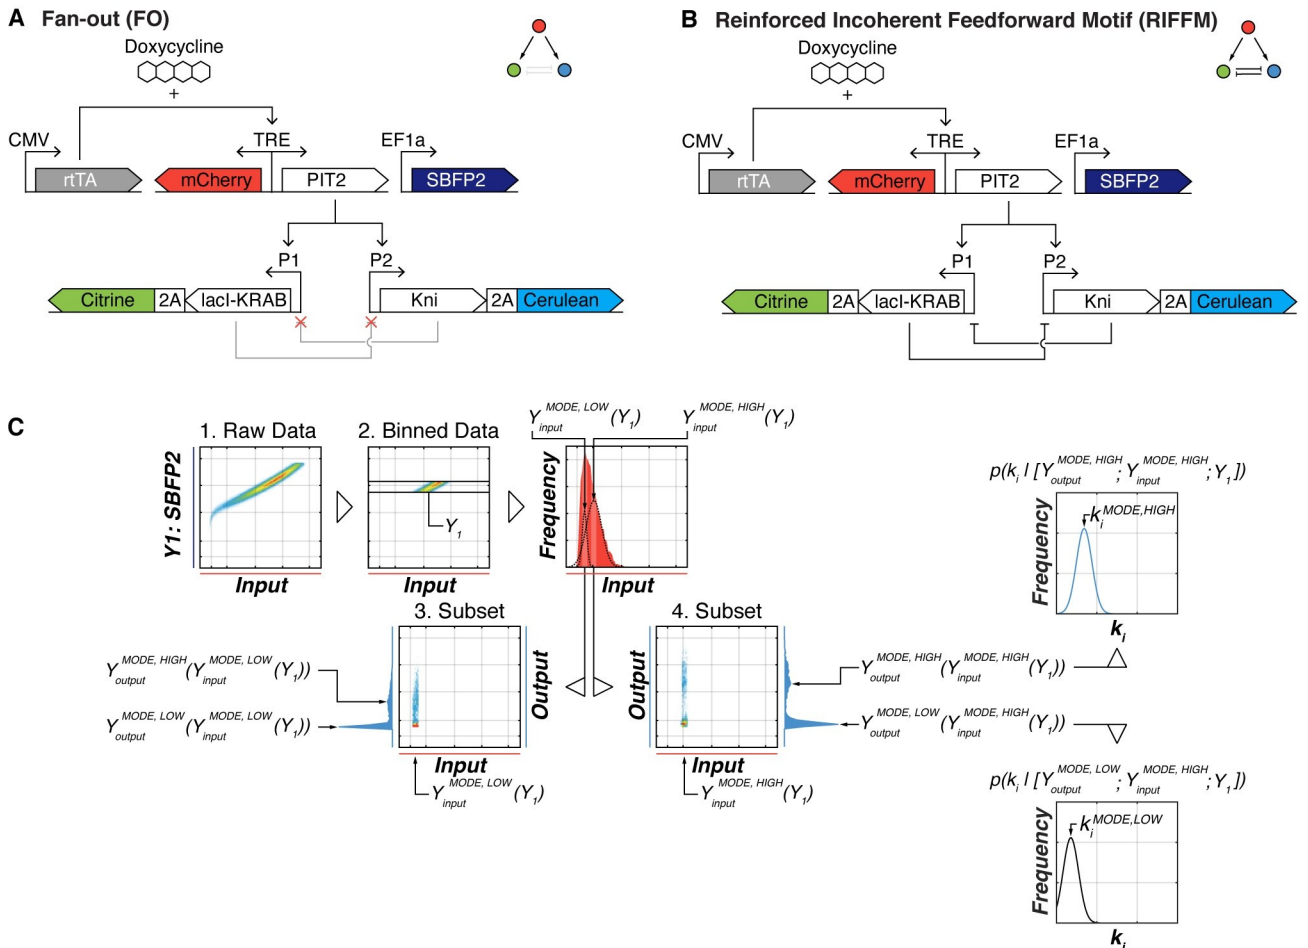 A Fan-out (FO)
Doxycycline
+
CMV TRE EF1a
rtTA mCherry PIT2 SBFP2
P1 P2
Citrine 2A lacI-KRAB Kni 2A Cerulean
B Reinforced Incoherent Feedforward Motif (RIFFM)
Doxycycline
+
CMV TRE EF1a
rtTA mCherry PIT2 SBFP2
P1 P2
Citrine 2A lacI-KRAB Kni 2A Cerulean
C
1. Raw Data
Y1: SBFP2
Input
2. Binned Data
Y1
Y input MODE, LOW (Y1)
Y input MODE, HIGH (Y1)
Frequency
Input
3. Subset
Output
Input
Y output MODE, HIGH (Y input MODE, LOW (Y1))
Y output MODE, LOW (Y input MODE, LOW (Y1))
Y input MODE, LOW (Y1)
4. Subset
Output
Input
Y output MODE, HIGH (Y input MODE, HIGH (Y1))
Y output MODE, LOW (Y input MODE, HIGH (Y1))
Y input MODE, HIGH (Y1)
p(ki | [Y output MODE, HIGH ; Y input MODE, HIGH ; Y1])
ki MODE,HIGH
Frequency
ki
p(ki | [Y output MODE, LOW ; Y input MODE, HIGH ; Y1])
ki MODE,LOW
Frequency
ki